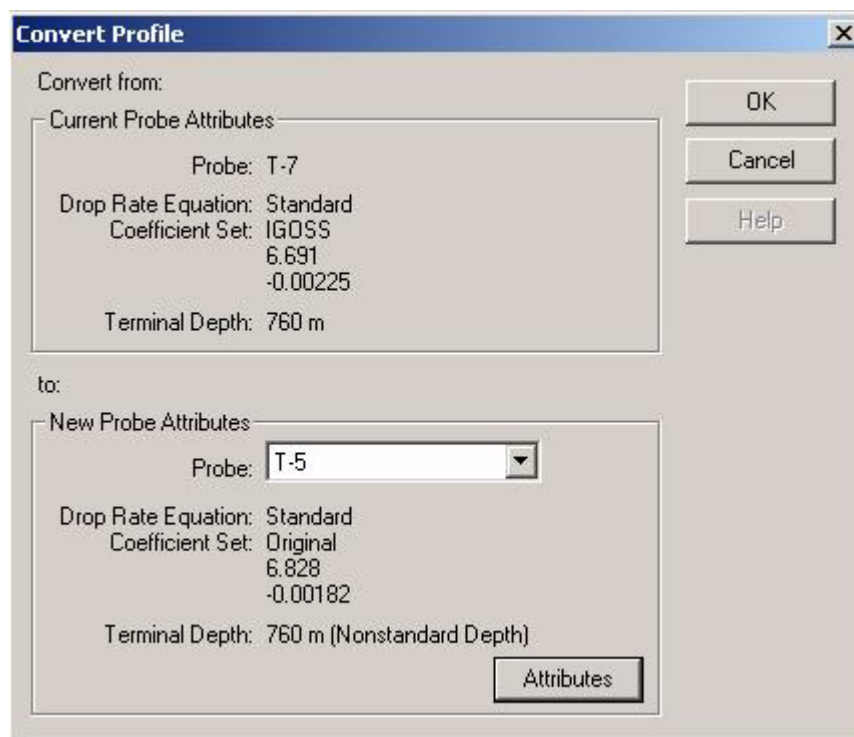 Convert Profile
Convert from:
OK
Current Probe Attributes
Probe: T-7
Cancel
Drop Rate Equation: Standard
Coefficient Set: IGOSS
Help
6.691
-0.00225
Terminal Depth: 760 m
to:
New Probe Attributes
Probe: T-5
Drop Rate Equation: Standard
Coefficient Set: Original
6.828
-0.00182
Terminal Depth: 760 m (Nonstandard Depth)
Attributes